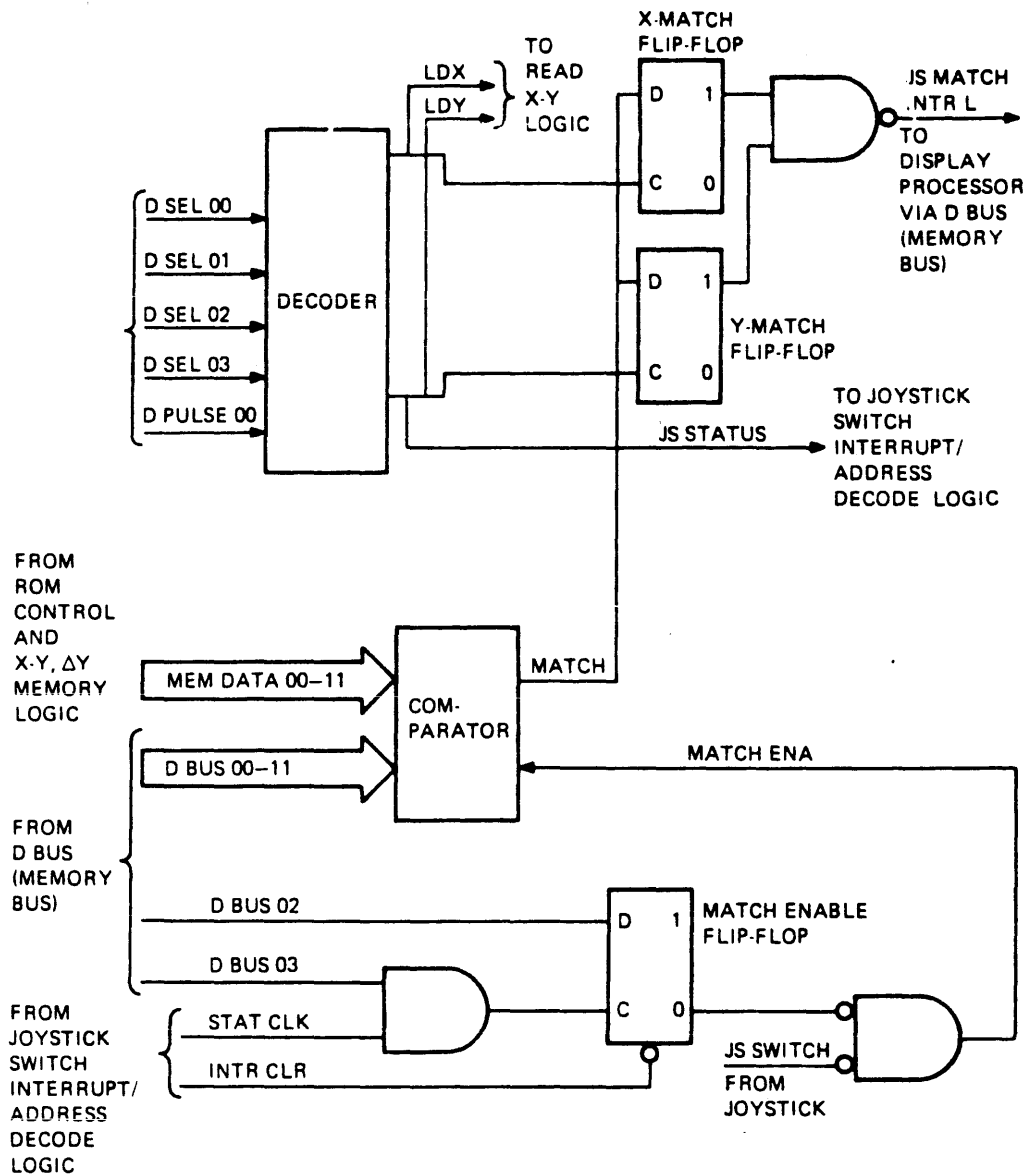 X-MATCH
FLIP-FLOP
TO
READ
X-Y
LOGIC
LDX
LDY
D 1
C 0
JS MATCH
.NTR L
TO
DISPLAY
PROCESSOR
VIA D BUS
(MEMORY
BUS)
D SEL 00
D SEL 01
D SEL 02
D SEL 03
D PULSE 00
DECODER
D 1
C 0
Y-MATCH
FLIP-FLOP
JS STATUS
TO JOYSTICK
SWITCH
INTERRUPT/
ADDRESS
DECODE LOGIC
FROM
ROM
CONTROL
AND
X-Y, ΔY
MEMORY
LOGIC
MEM DATA 00–11
D BUS 00–11
COM-
PARATOR
MATCH
MATCH ENA
FROM
D BUS
(MEMORY
BUS)
D BUS 02
D BUS 03
D 1
C 0
MATCH ENABLE
FLIP-FLOP
FROM
JOYSTICK
SWITCH
INTERRUPT/
ADDRESS
DECODE
LOGIC
STAT CLK
INTR CLR
JS SWITCH
FROM
JOYSTICK